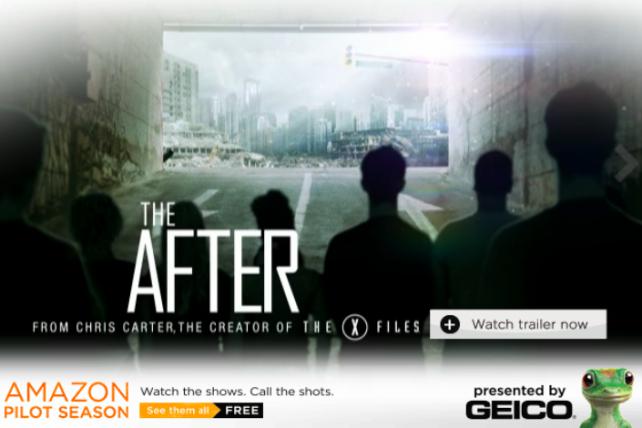 THE
AFTER
FROM CHRIS CARTER,THE CREATOR OF THE X FILES
Watch trailer now
AMAZON
PILOT SEASON
Watch the shows. Call the shots.
See them all FREE
presented by
GEICO.